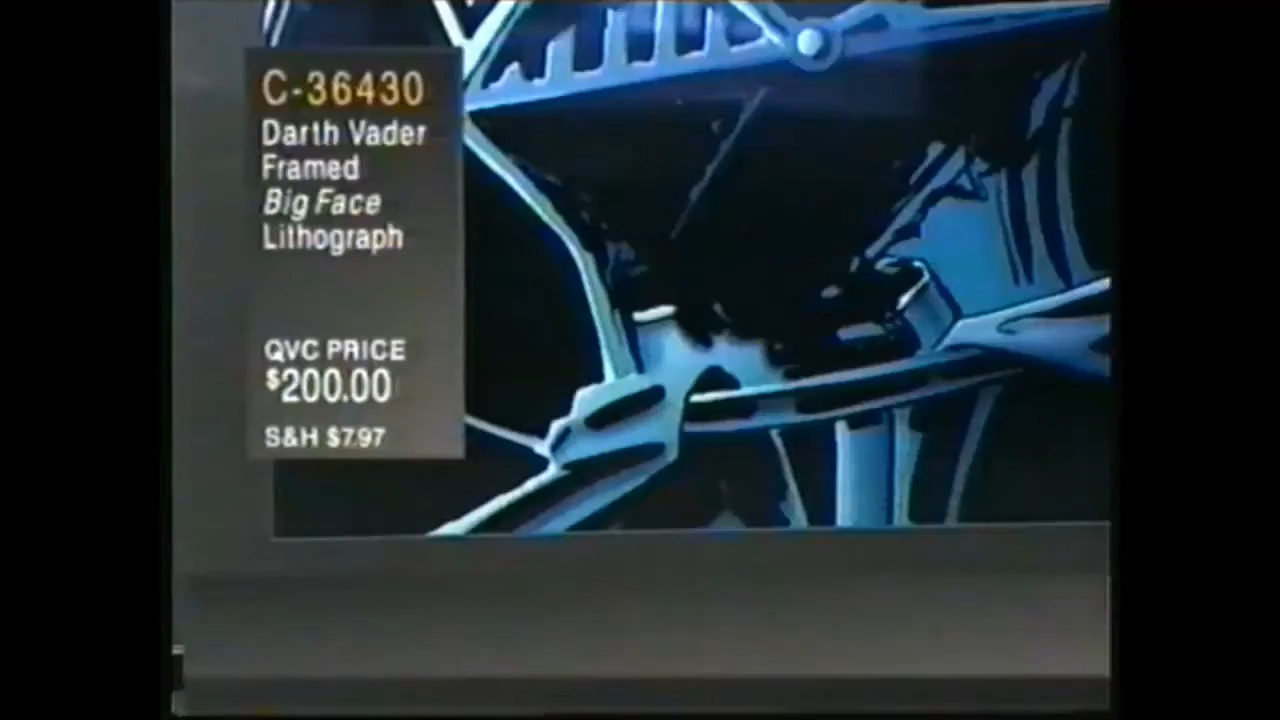 C-36430
Darth Vader
Framed
Big Face
Lithograph
QVC PRICE
$200.00
S&H $7.97